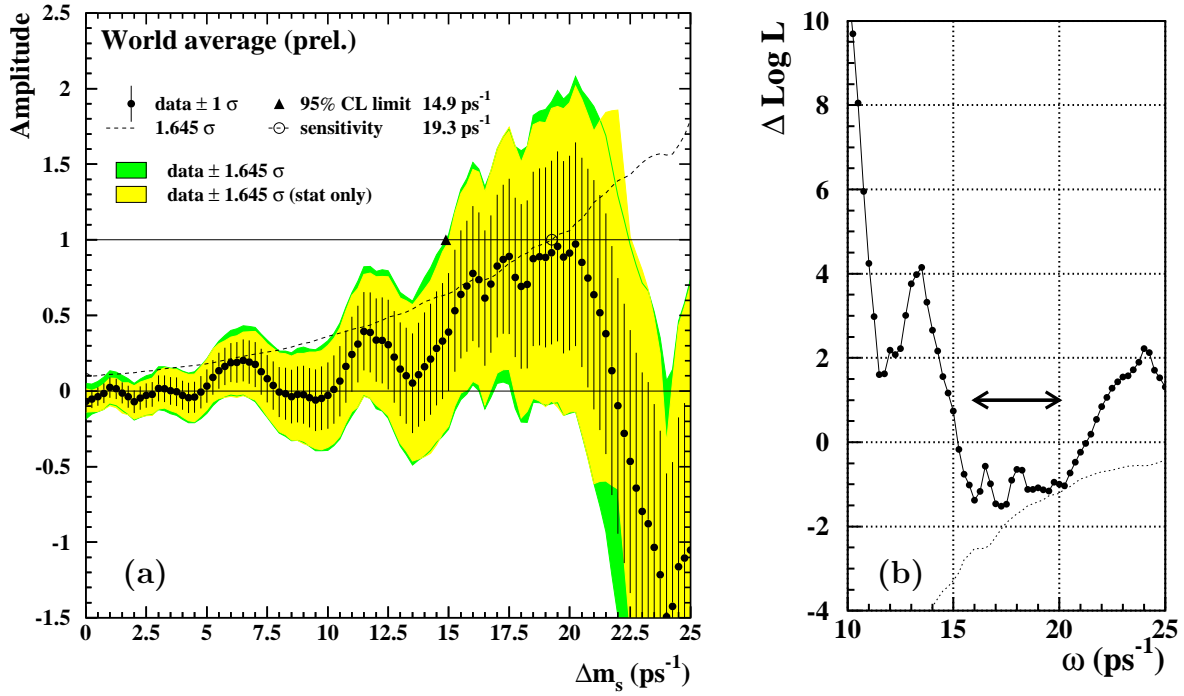 World average (prel.)
data ± 1 σ
1.645 σ
95% CL limit 14.9 ps⁻¹
sensitivity 19.3 ps⁻¹
data ± 1.645 σ
data ± 1.645 σ (stat only)
Amplitude
2.5
2
1.5
1
0.5
0
-0.5
-1
-1.5
(a)
0 2.5 5 7.5 10 12.5 15 17.5 20 22.5 25
Δmₛ (ps⁻¹)
Δ Log L
10
8
6
4
2
0
-2
-4
(b)
10 15 20 25
ω (ps⁻¹)